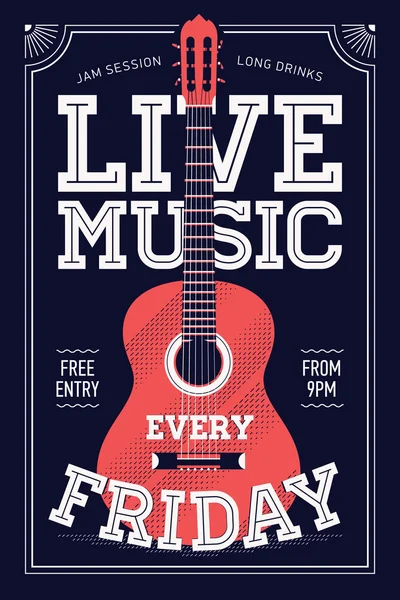 JAM SESSION LONG DRINKS
LIVE
MUSIC
FREE
ENTRY
FROM
9PM
EVERY
FRIDAY